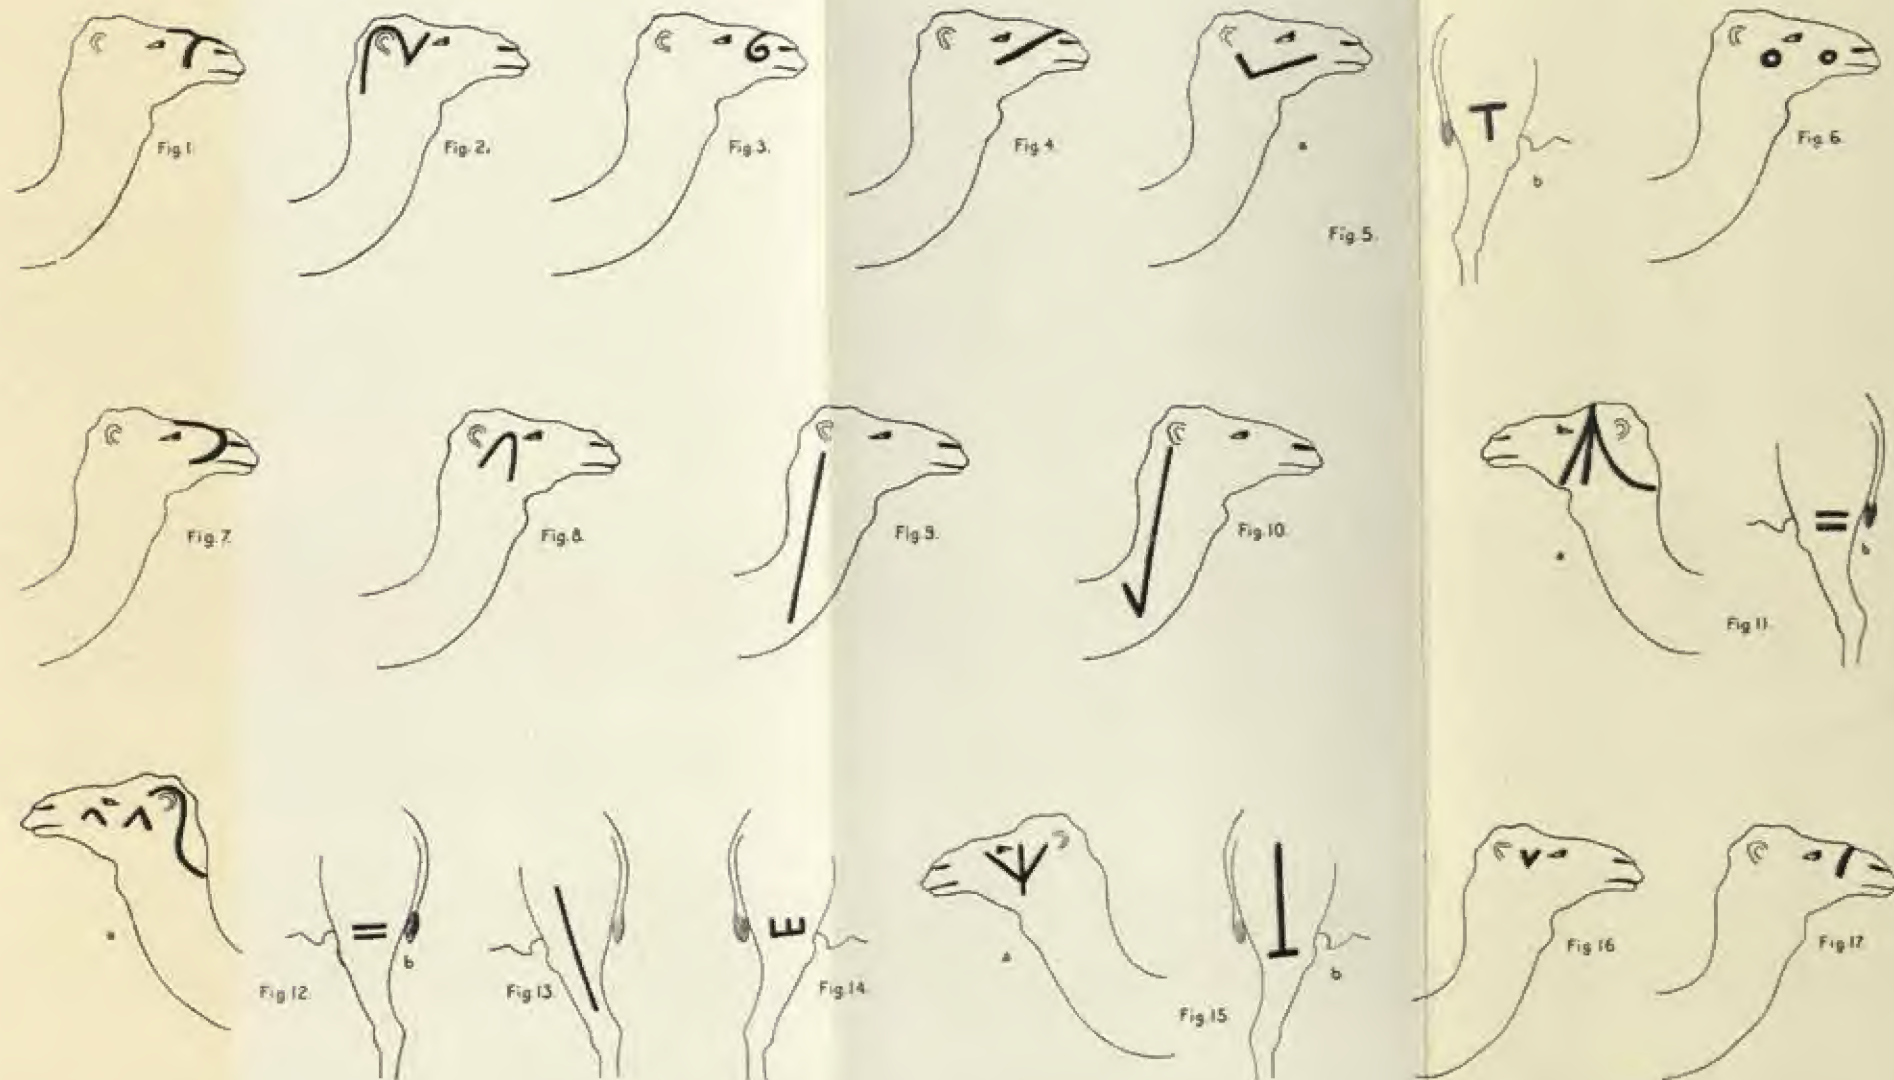 Fig 1.
Fig. 2.
Fig 3.
Fig 4.
a
Fig. 5.
T
b
Fig 6.
Fig. 7.
Fig. 8.
Fig. 9.
Fig. 10.
a
Fig 11.
b
a
Fig. 12.
b
Fig. 13.
Fig. 14.
a
Fig. 15.
b
Fig 16
Fig. 17.